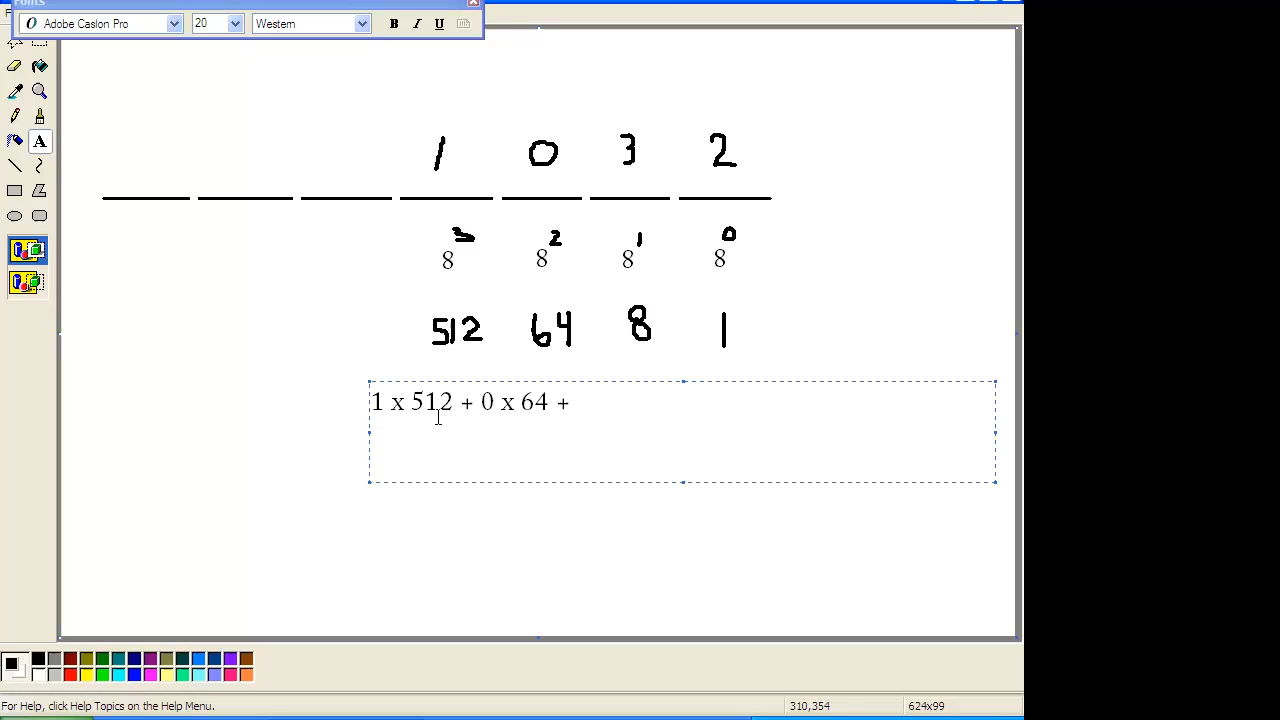 Fonts
O Adobe Caslon Pro 20 Western B I U
A
1 0 3 2
8³ 8² 8¹ 8⁰
512 64 8 1
1 x 512 + 0 x 64 +
For Help, click Help Topics on the Help Menu. 310,354 624x99